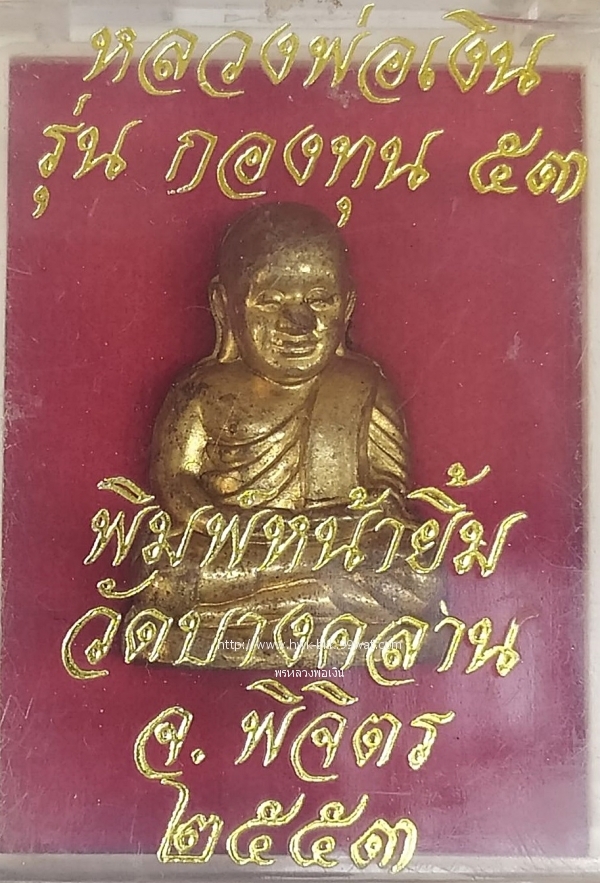 หลวงพ่อเงิน
รุ่น กองทุน ๕๓
พิมพ์หน้ายิ้ม
วัดบางคลาน
พรหลวงพ่อเงิน
จ. พิจิตร
๒๕๕๓